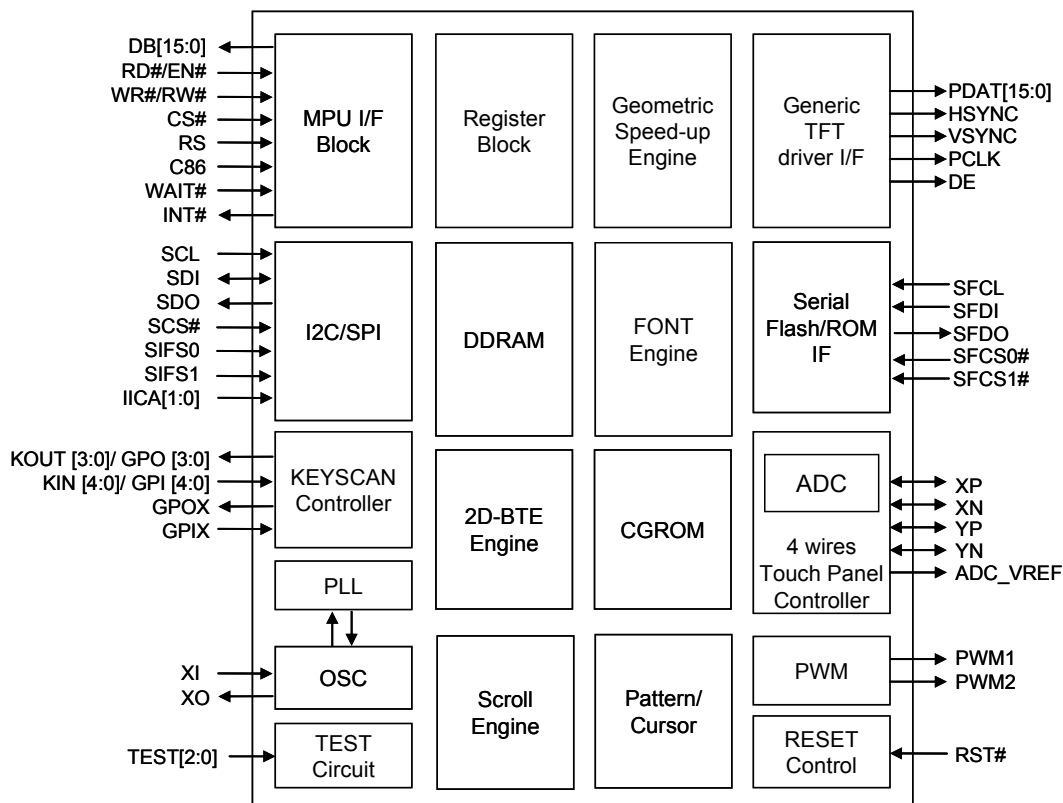 DB[15:0]
RD#/EN#
WR#/RW#
CS#
RS
C86
WAIT#
INT#
MPU I/F
Block
Register
Block
Geometric
Speed-up
Engine
Generic
TFT
driver I/F
PDAT[15:0]
HSYNC
VSYNC
PCLK
DE
SCL
SDI
SDO
SCS#
SIFS0
SIFS1
IICA[1:0]
I2C/SPI
DDRAM
FONT
Engine
Serial
Flash/ROM
IF
SFCL
SFDI
SFDO
SFCS0#
SFCS1#
KOUT [3:0]/ GPO [3:0]
KIN [4:0]/ GPI [4:0]
GPOX
GPIX
KEYSCAN
Controller
2D-BTE
Engine
CGROM
ADC
4 wires
Touch Panel
Controller
XP
XN
YP
YN
ADC_VREF
PLL
XI
XO
OSC
Scroll
Engine
Pattern/
Cursor
PWM
PWM1
PWM2
TEST[2:0]
TEST
Circuit
RESET
Control
RST#